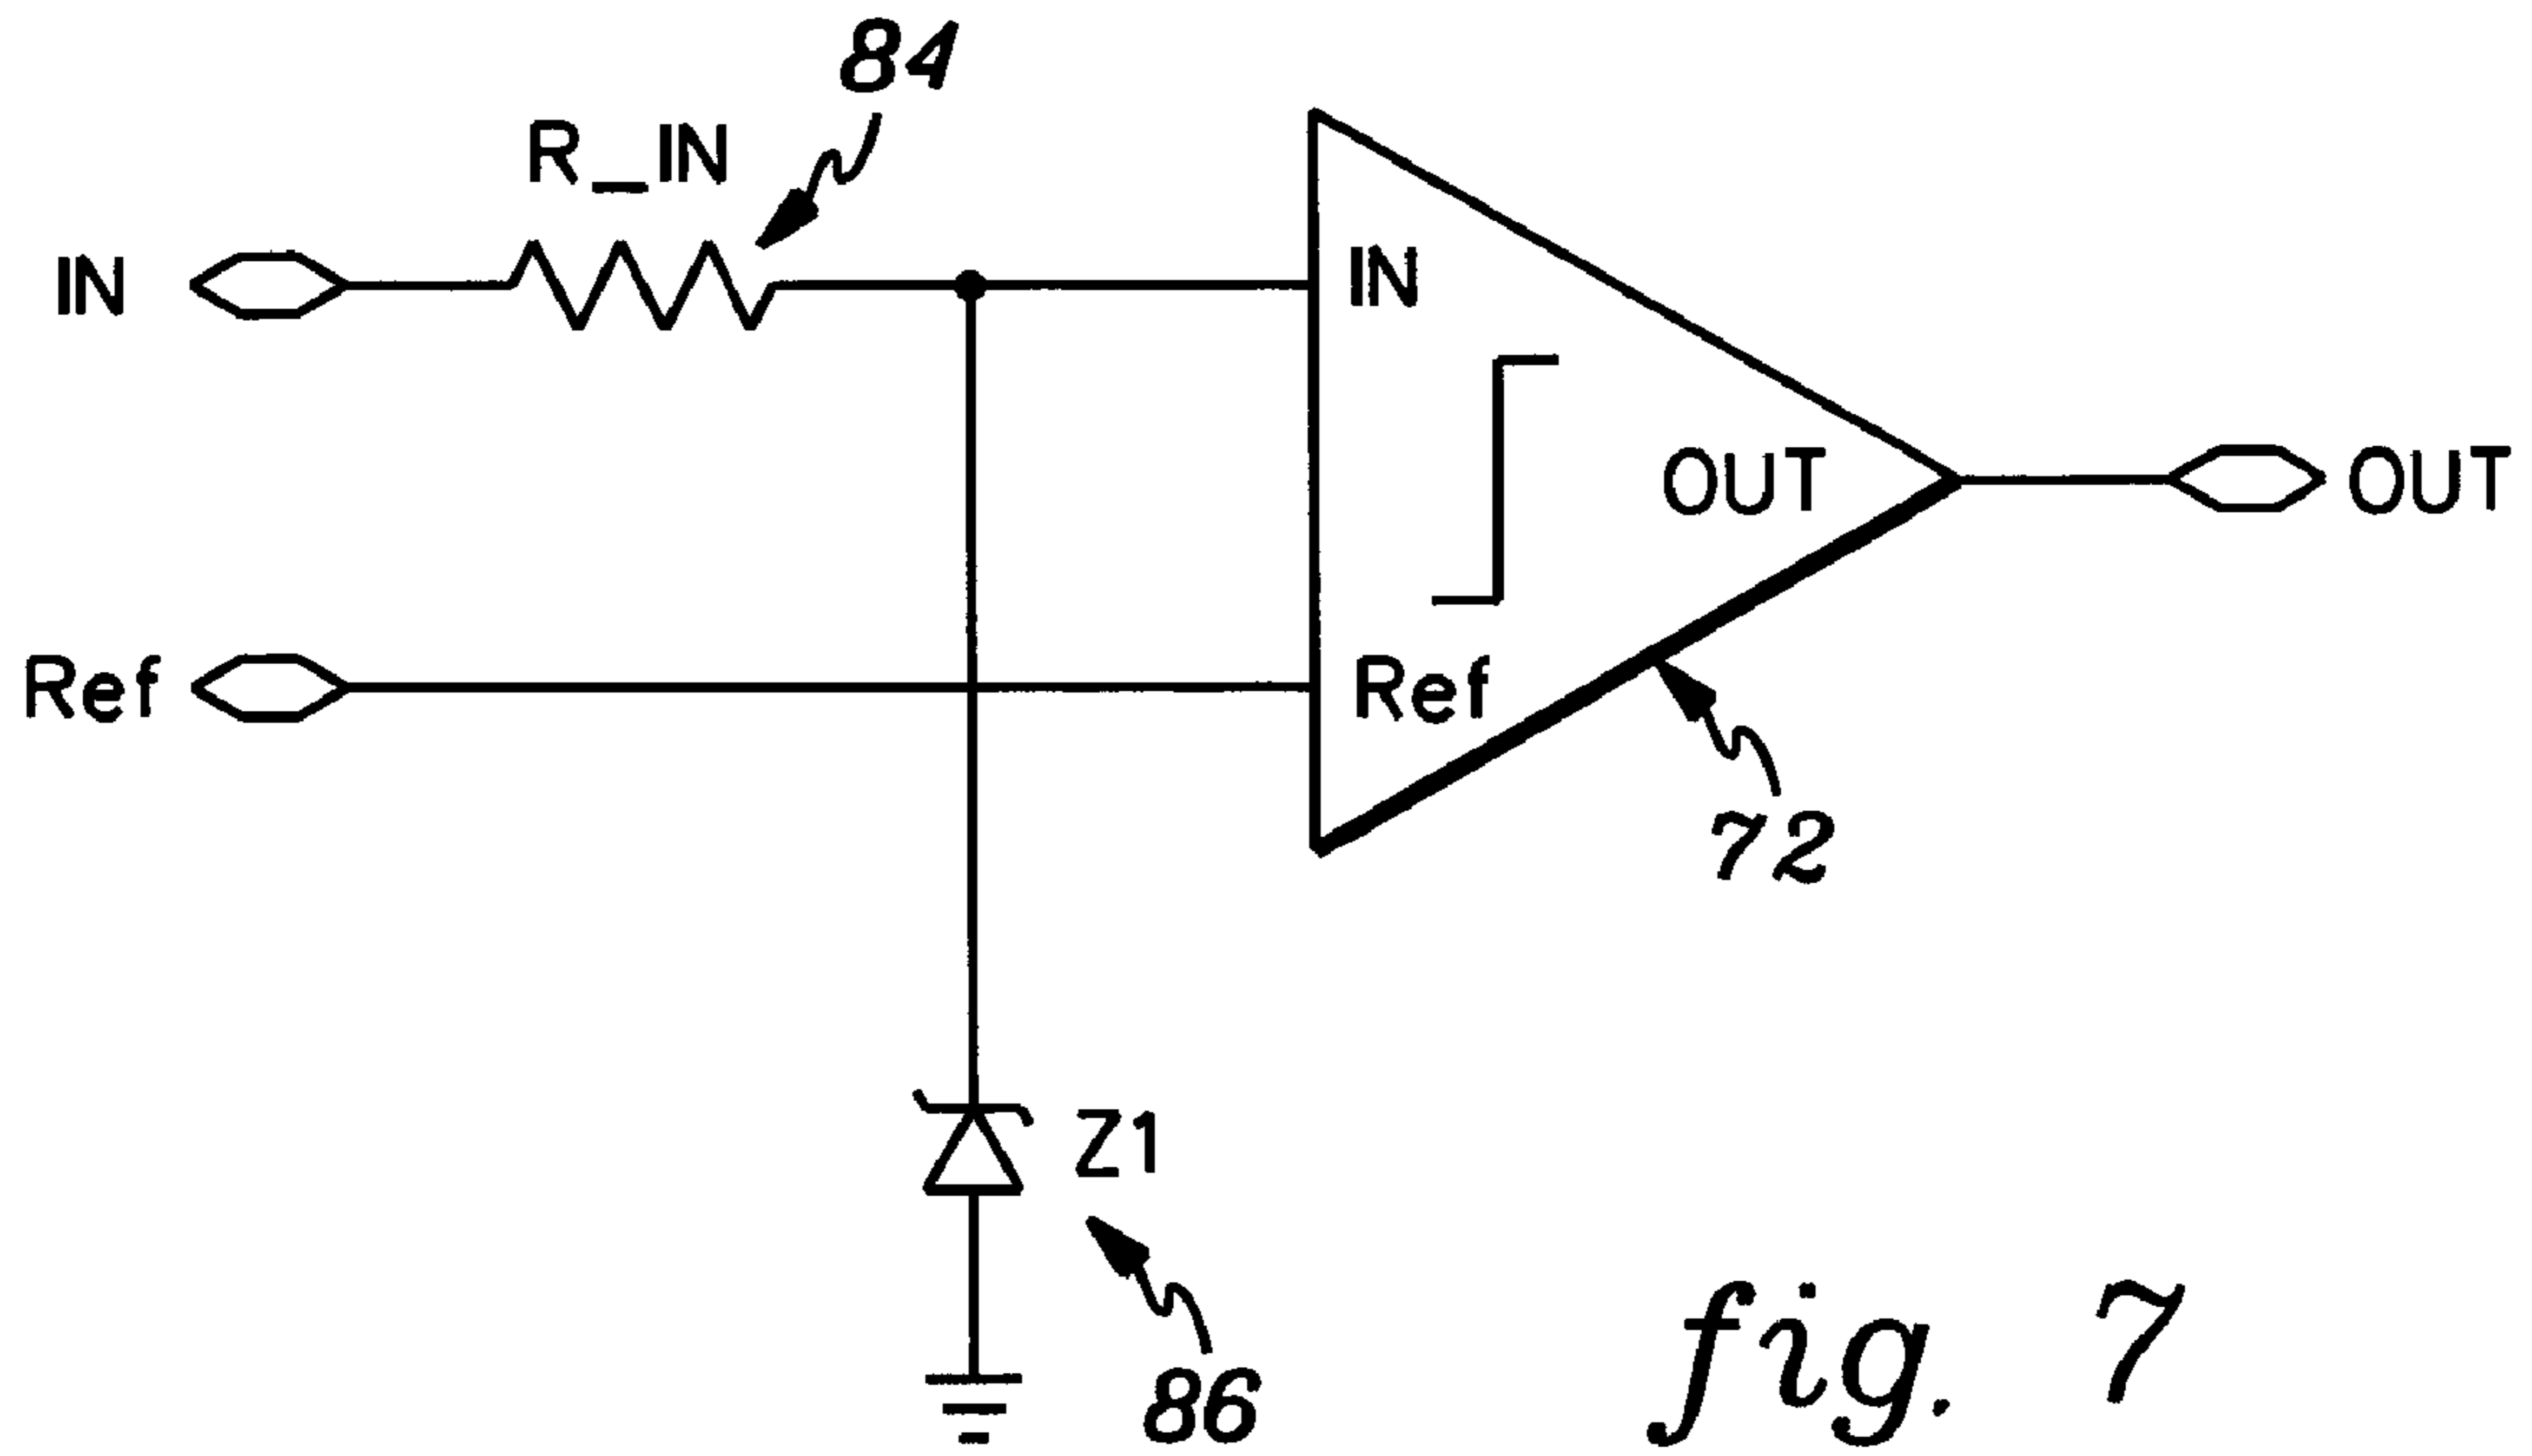 84
R_IN
IN
IN
OUT
OUT
Ref
Ref
72
Z1
86
fig. 7